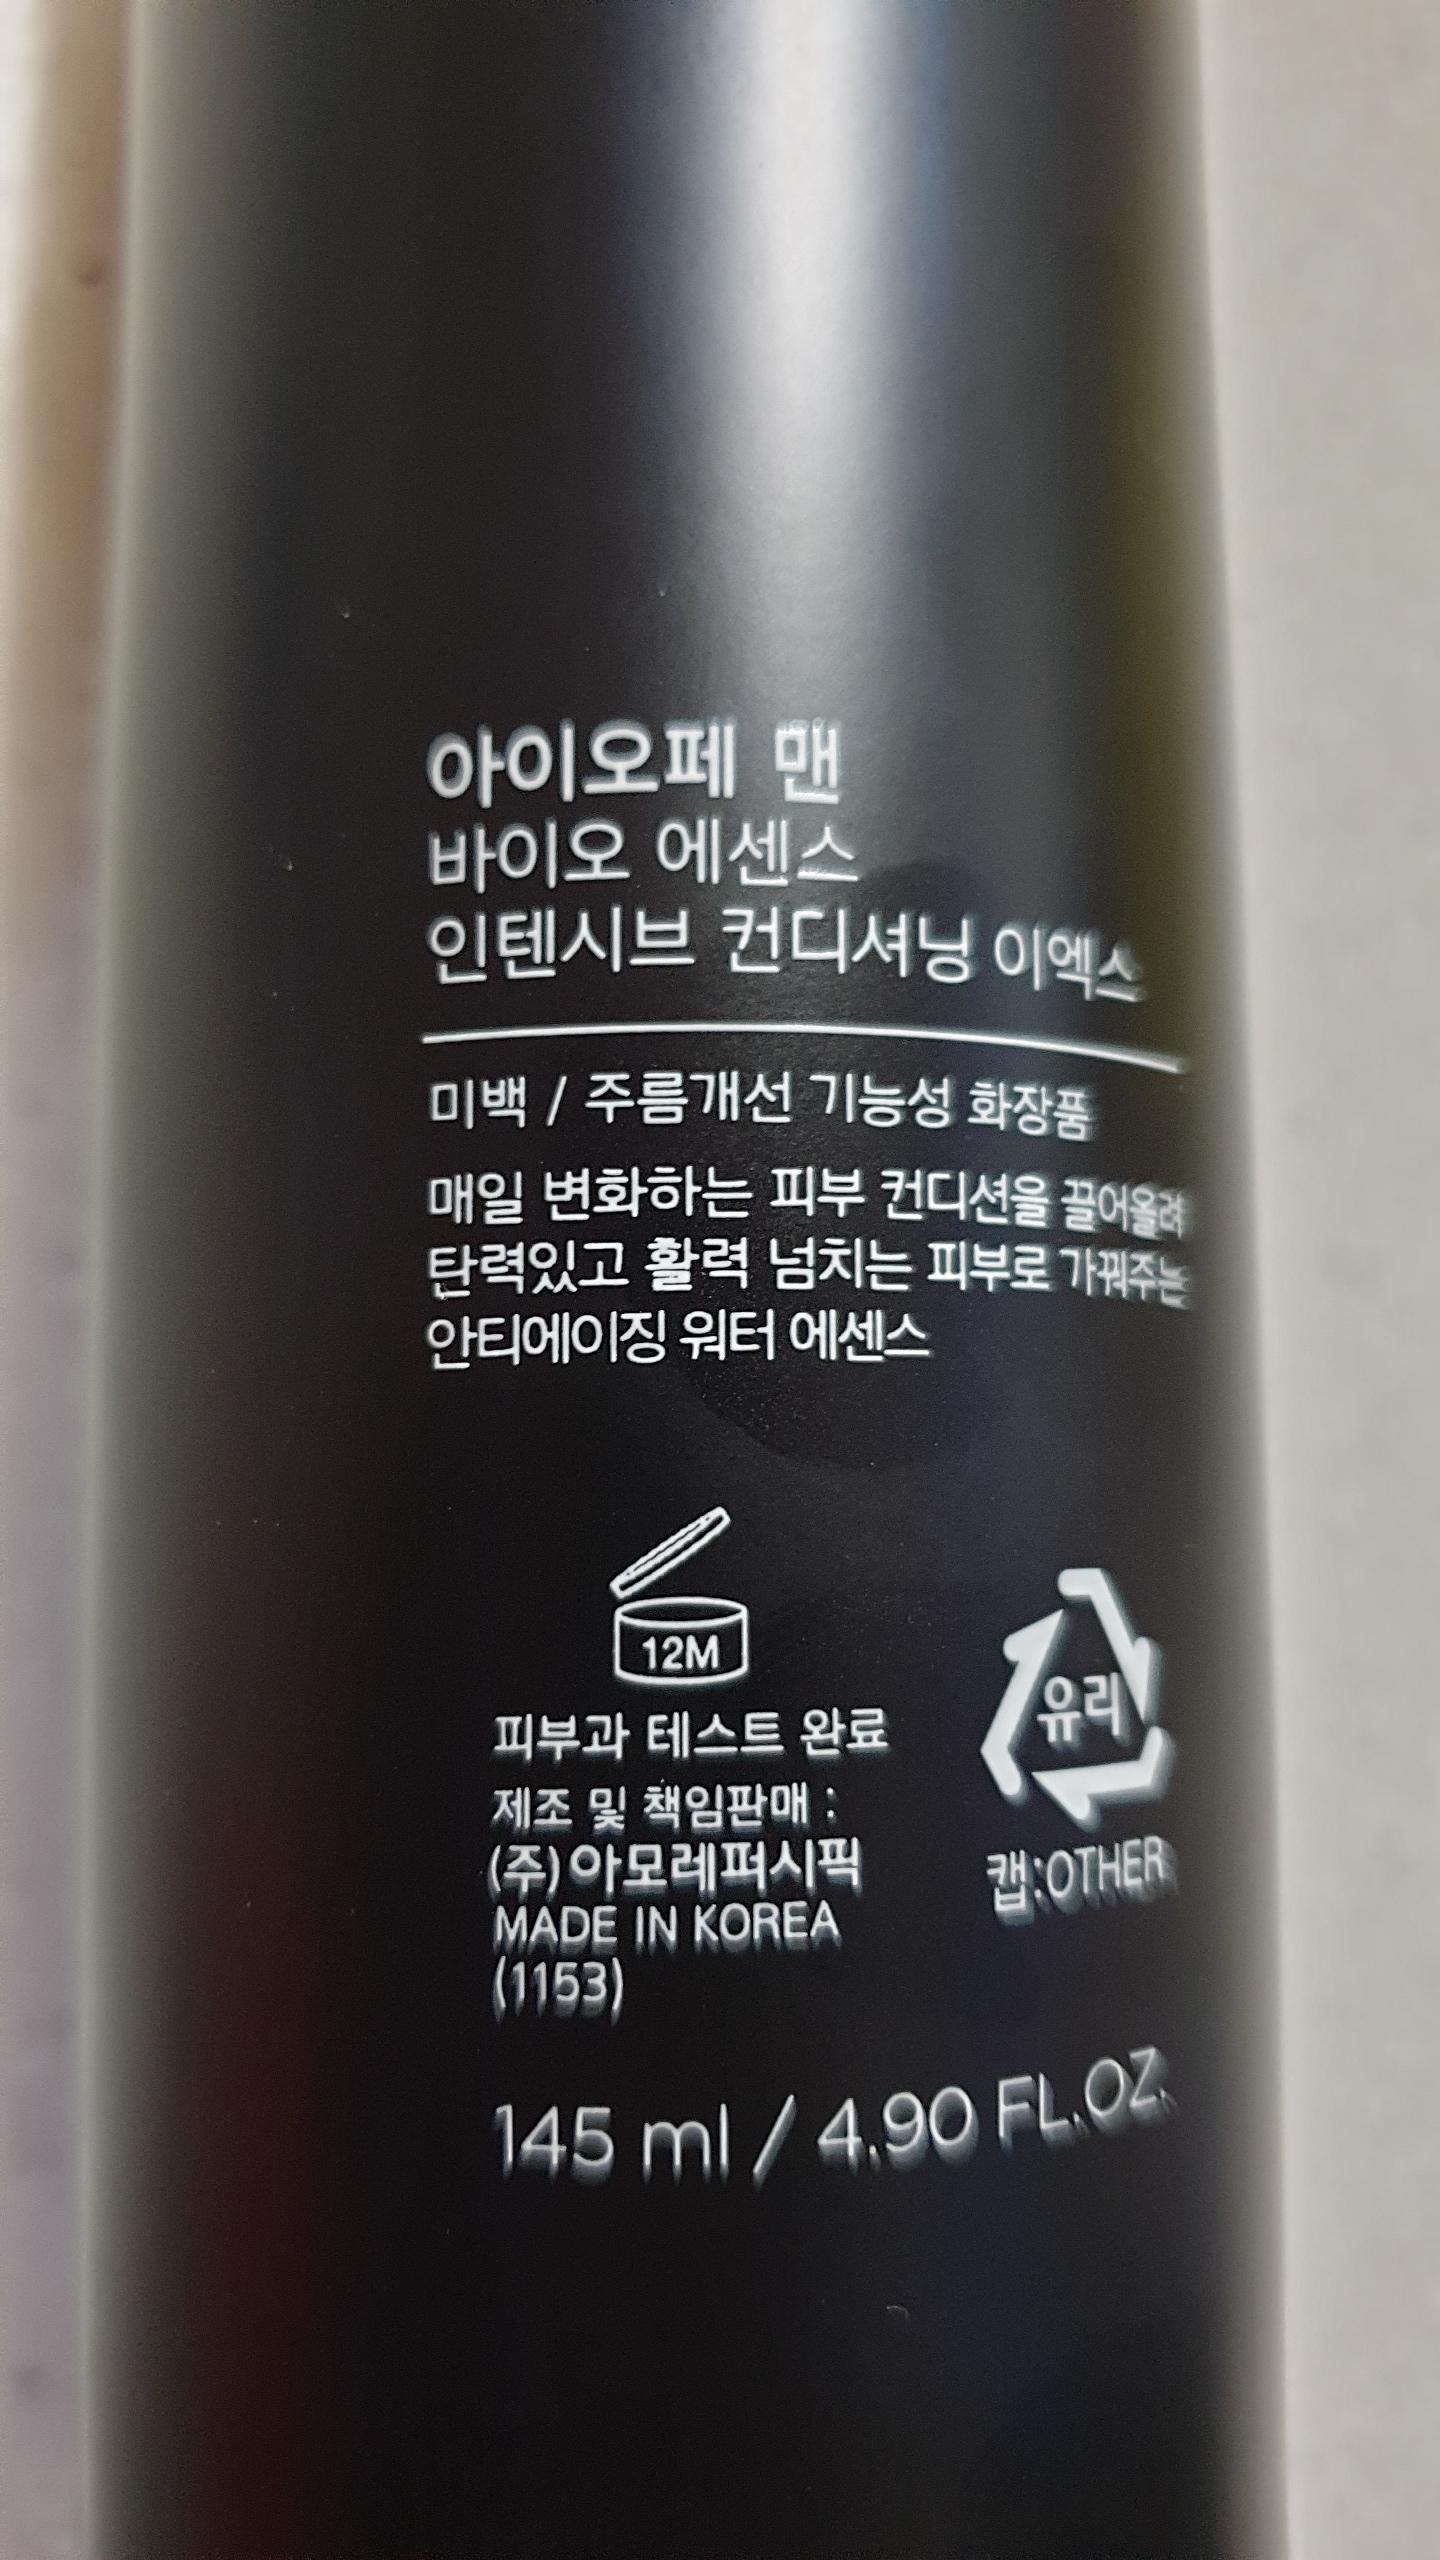 아이오페 맨
바이오 에센스
인텐시브 컨디셔닝 이엑스
미백 / 주름개선 기능성 화장품
매일 변화하는 피부 컨디션을 끌어올려
탄력있고 활력 넘치는 피부로 가꿔주는
안티에이징 워터 에센스
12M
피부과 테스트 완료
제조 및 책임판매 :
(주)아모레퍼시픽
MADE IN KOREA
(1153)
유리
캡:OTHER
145 ml / 4.90 FL.OZ.